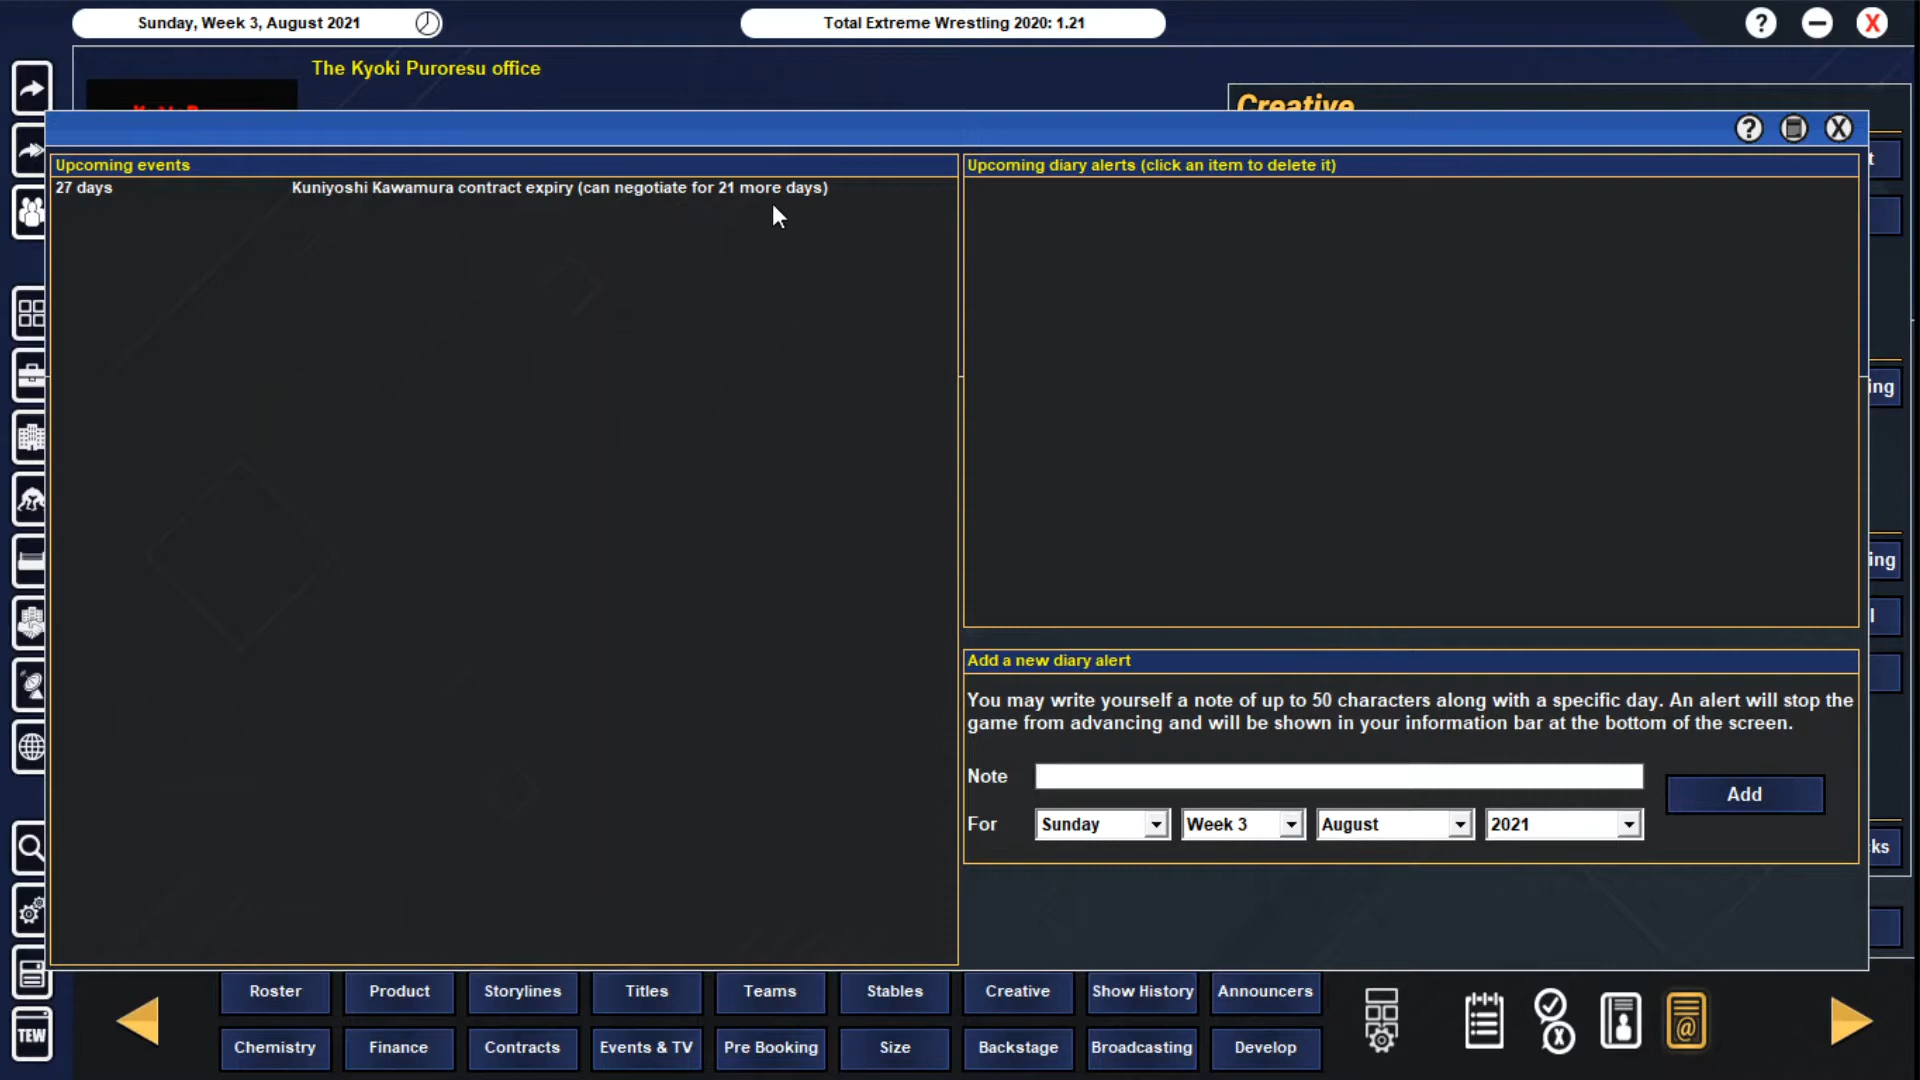 Sunday, Week 3, August 2021
Total Extreme Wrestling 2020: 1.21
?
X
The Kyoki Puroresu office
Creative
?
X
Upcoming events
27 days
Kuniyoshi Kawamura contract expiry (can negotiate for 21 more days)
Upcoming diary alerts (click an item to delete it)
Add a new diary alert
You may write yourself a note of up to 50 characters along with a specific day. An alert will stop the
game from advancing and will be shown in your information bar at the bottom of the screen.
Note
Add
For
Sunday
Week 3
August
2021
t
ing
ing
l
ks
TEW
Roster
Product
Storylines
Titles
Teams
Stables
Creative
Show History
Announcers
Chemistry
Finance
Contracts
Events & TV
Pre Booking
Size
Backstage
Broadcasting
Develop
X
@